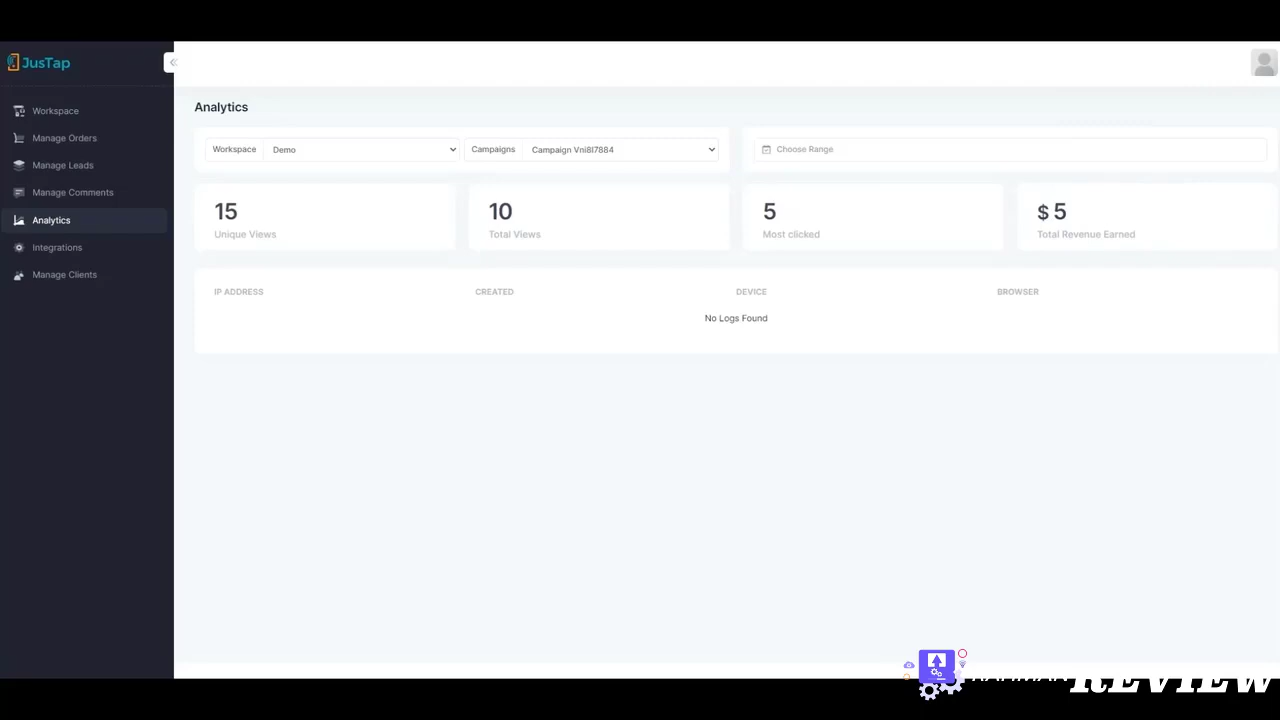 JusTap
Workspace
Manage Orders
Manage Leads
Manage Comments
Analytics
Integrations
Manage Clients
Analytics
Workspace Demo Campaigns Campaign Vni8I7884 Choose Range
15 10 5 $ 5
Unique Views Total Views Most clicked Total Revenue Earned
IP ADDRESS CREATED DEVICE BROWSER
No Logs Found
REVIEW